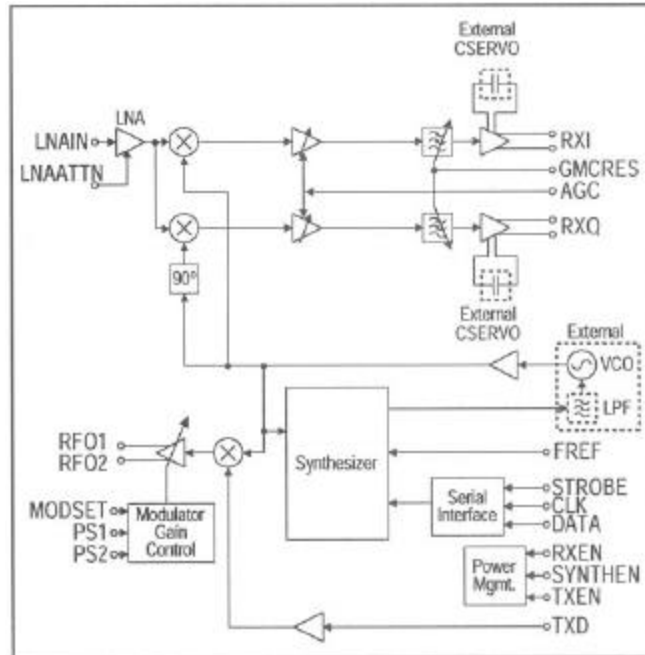 External
CSERVO
LNA
LNAIN
RXI
LNAATTN
GMCRES
AGC
RXQ
90°
External
CSERVO
External
VCO
LPF
RFO1
RFO2
Synthesizer
FREF
STROBE
MODSET
Modulator
Gain
Control
Serial
Interface
CLK
PS1
DATA
PS2
RXEN
Power
Mgmt.
SYNTHEN
TXEN
TXD